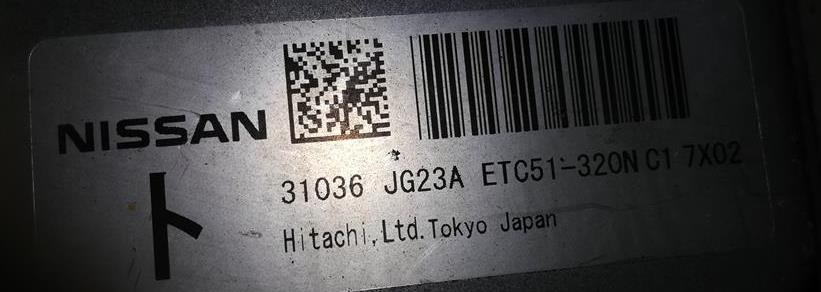 NISSAN
ト
31036 JG23A ETC51-320N C1 7X02
Hitachi,Ltd.Tokyo Japan